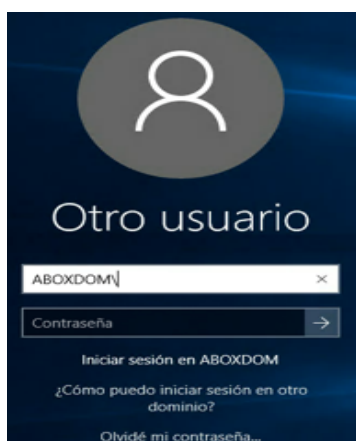 Otro usuario
ABOXDOM\
Contraseña
Iniciar sesión en ABOXDOM
¿Cómo puedo iniciar sesión en otro
dominio?
Olvidé mi contraseña...